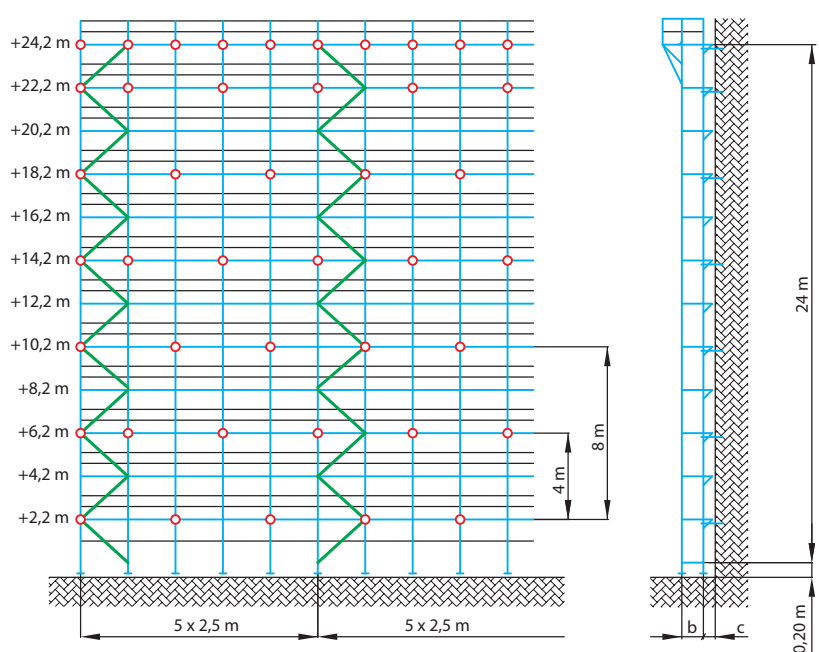 +24,2 m
+22,2 m
+20,2 m
+18,2 m
+16,2 m
+14,2 m
+12,2 m
+10,2 m
+8,2 m
+6,2 m
+4,2 m
+2,2 m
4 m
8 m
5 x 2,5 m
5 x 2,5 m
24 m
b
c
0,20 m